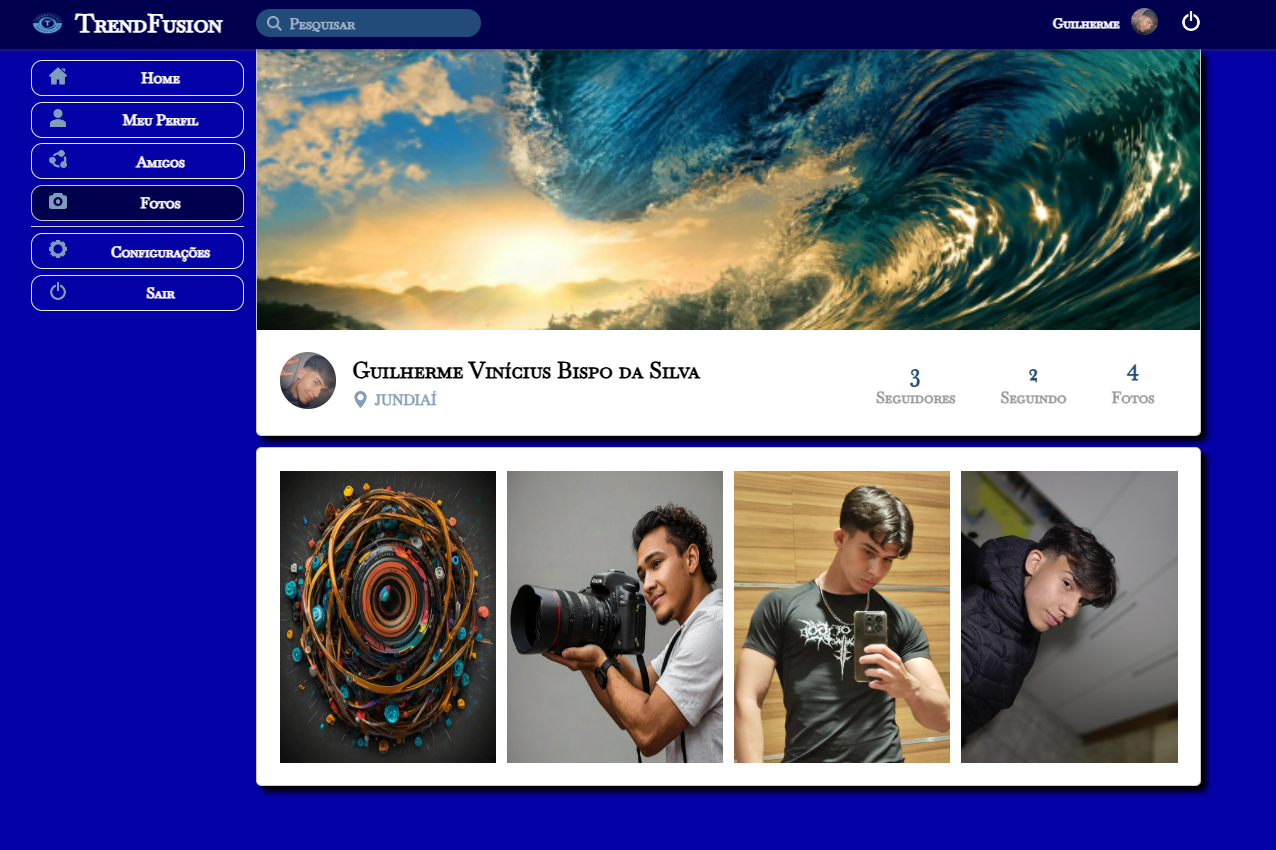 TrendFusion
Pesquisar
Guilherme
Home
Meu Perfil
Amigos
Fotos
Configurações
Sair
Guilherme Vinícius Bispo da Silva
JUNDIAÍ
3
Seguidores
2
Seguindo
4
Fotos